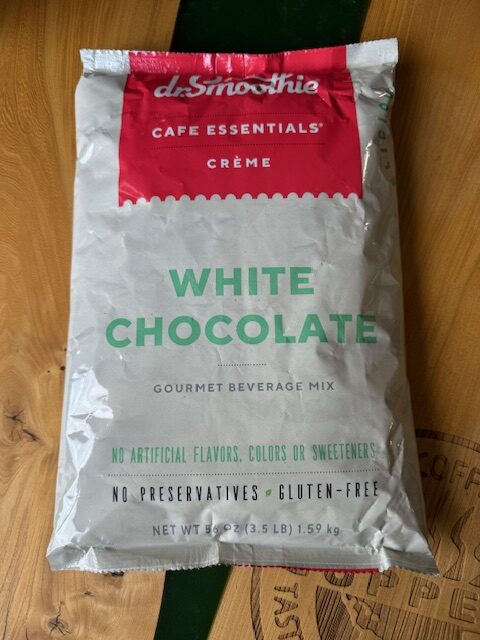 dr.Smoothie
CAFE ESSENTIALS®
CRÈME
WHITE
CHOCOLATE
GOURMET BEVERAGE MIX
NO ARTIFICIAL FLAVORS, COLORS OR SWEETENERS
NO PRESERVATIVES GLUTEN-FREE
NET WT 56 OZ (3.5 LB) 1.59 kg